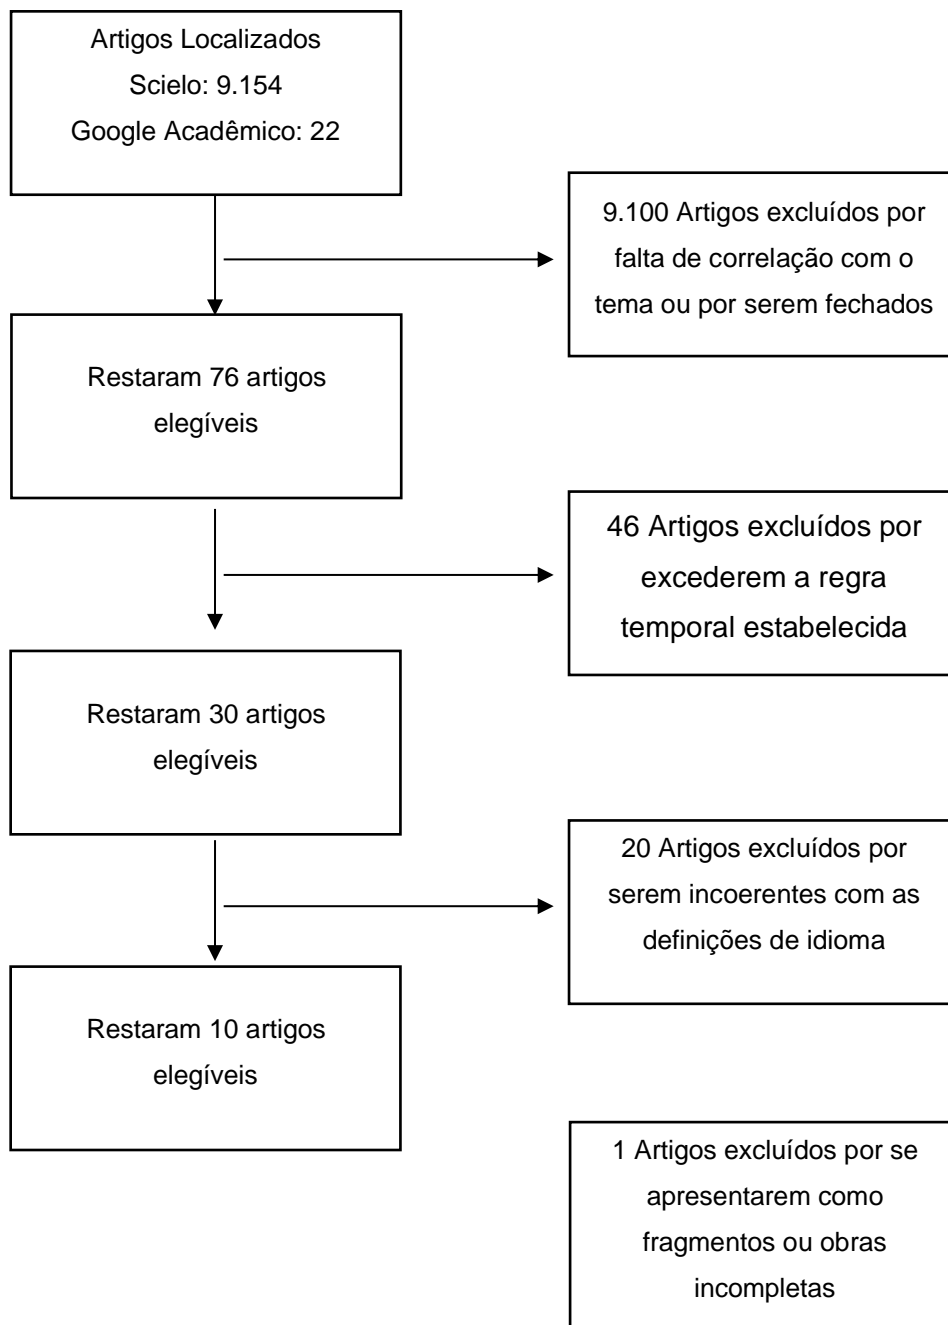 Artigos Localizados
Scielo: 9.154
Google Acadêmico: 22
9.100 Artigos excluídos por
falta de correlação com o
tema ou por serem fechados
Restaram 76 artigos
elegíveis
46 Artigos excluídos por
excederem a regra
temporal estabelecida
Restaram 30 artigos
elegíveis
20 Artigos excluídos por
serem incoerentes com as
definições de idioma
Restaram 10 artigos
elegíveis
1 Artigos excluídos por se
apresentarem como
fragmentos ou obras
incompletas